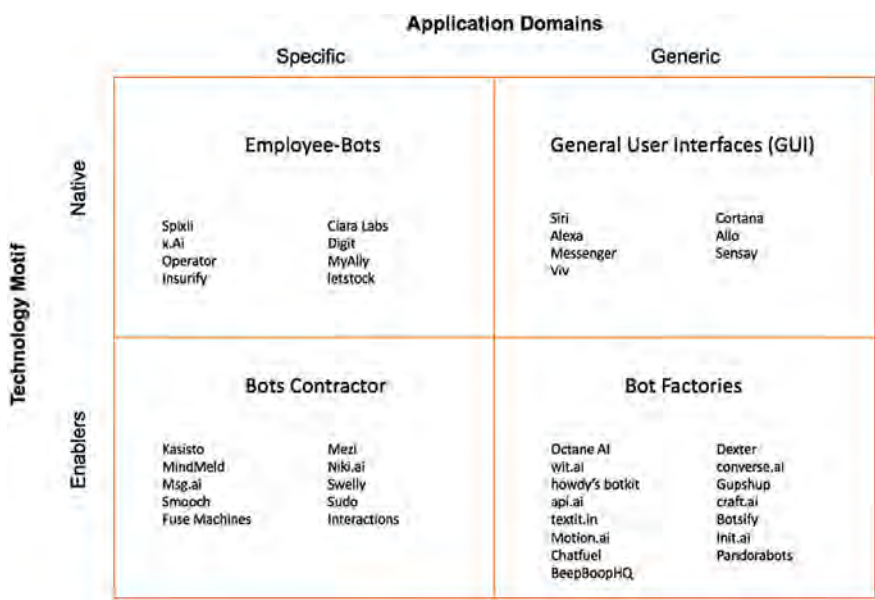 Application Domains
Specific Generic
Technology Motif
Native
Employee-Bots
Spixii Clara Labs
x.Ai Digit
Operator MyAlly
Insurify letstock
General User Interfaces (GUI)
Siri Cortana
Alexa Allo
Messenger Sensay
Viv
Enablers
Bots Contractor
Kasisto Mezi
MindMeld Niki.ai
Msg.ai Swelly
Smooch Sudo
Fuse Machines Interactions
Bot Factories
Octane AI Dexter
wit.ai converse.ai
howdy's botkit Gupshup
api.ai craft.ai
textit.in Botsify
Motion.ai Init.ai
Chatfuel Pandorabots
BeepBoopHQ